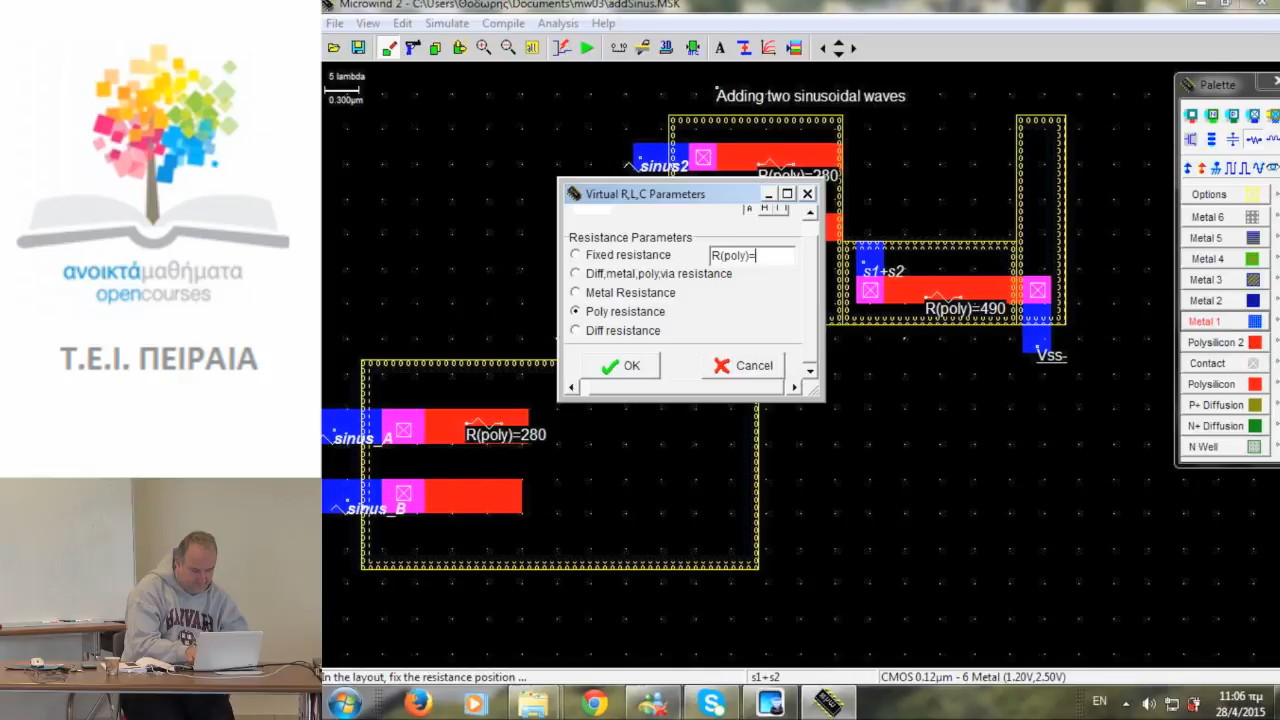 Microwind 2 - C:\Users\Θοδωρής\Documents\mw03\addSinus.MSK
File View Edit Simulate Compile Analysis Help
5 lambda
0.300µm
Adding two sinusoidal waves
sinus2
R(poly)=280
s1+s2
R(poly)=490
Vss-
sinus_A
R(poly)=280
sinus_B
Virtual R,L,C Parameters
Resistance Parameters
Fixed resistance
R(poly)=
Diff,metal,poly,via resistance
Metal Resistance
Poly resistance
Diff resistance
OK
Cancel
Palette
Options
Metal 6
Metal 5
Metal 4
Metal 3
Metal 2
Metal 1
Polysilicon 2
Contact
Polysilicon
P+ Diffusion
N+ Diffusion
N Well
ανοικτά μαθήματα
opencourses
Τ.Ε.Ι. ΠΕΙΡΑΙΑ
HARVARD
In the layout, fix the resistance position ...
s1+s2
CMOS 0.12µm - 6 Metal (1.20V,2.50V)
EN
11:06 πμ
28/4/2015